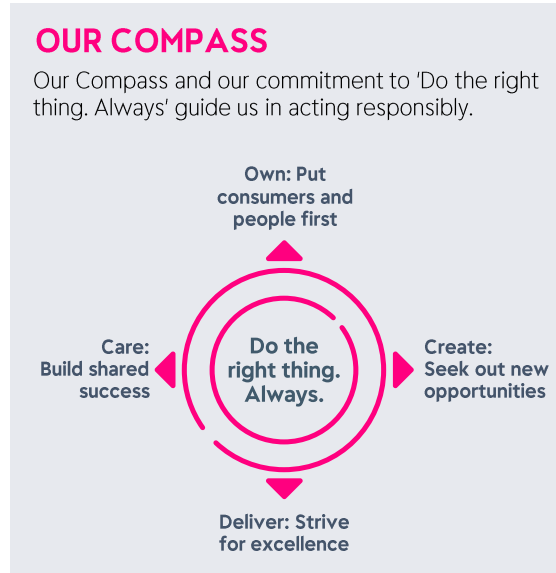 OUR COMPASS
Our Compass and our commitment to 'Do the right
thing. Always' guide us in acting responsibly.
Own: Put
consumers and
people first
Care:
Build shared
success
Do the
right thing.
Always.
Create:
Seek out new
opportunities
Deliver: Strive
for excellence